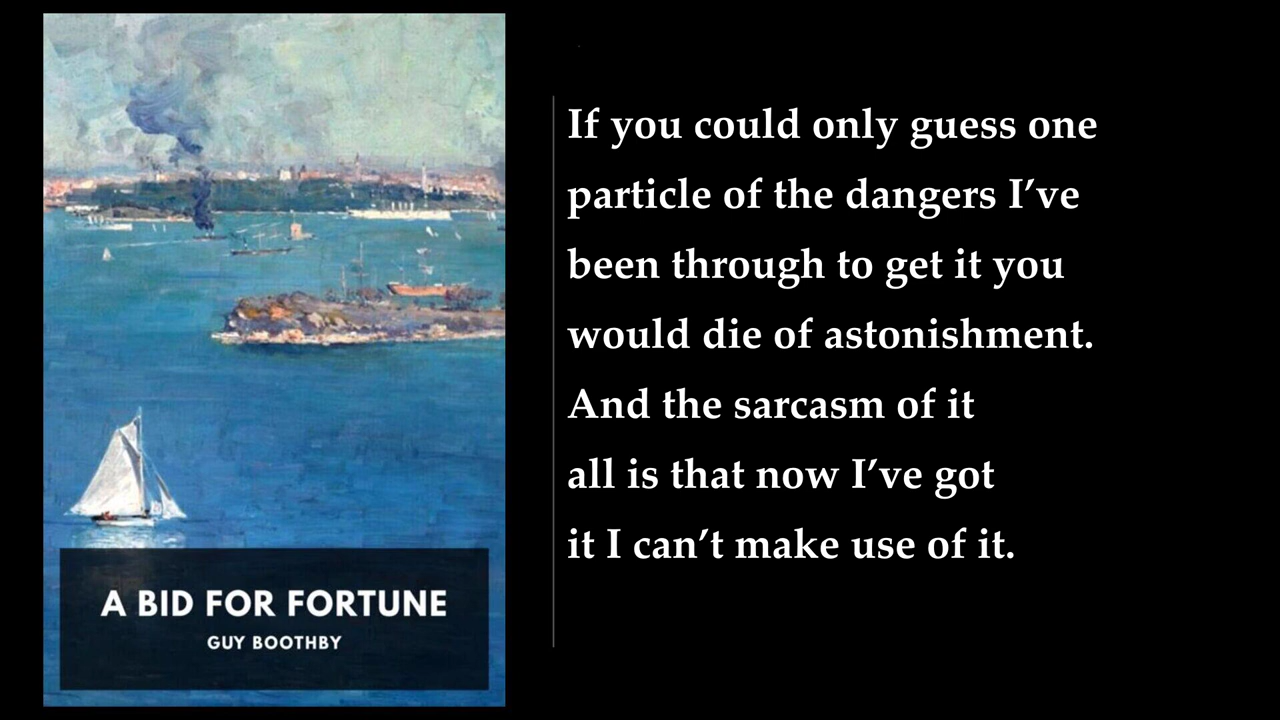 A BID FOR FORTUNE
GUY BOOTHBY
If you could only guess one
particle of the dangers I’ve
been through to get it you
would die of astonishment.
And the sarcasm of it
all is that now I’ve got
it I can’t make use of it.